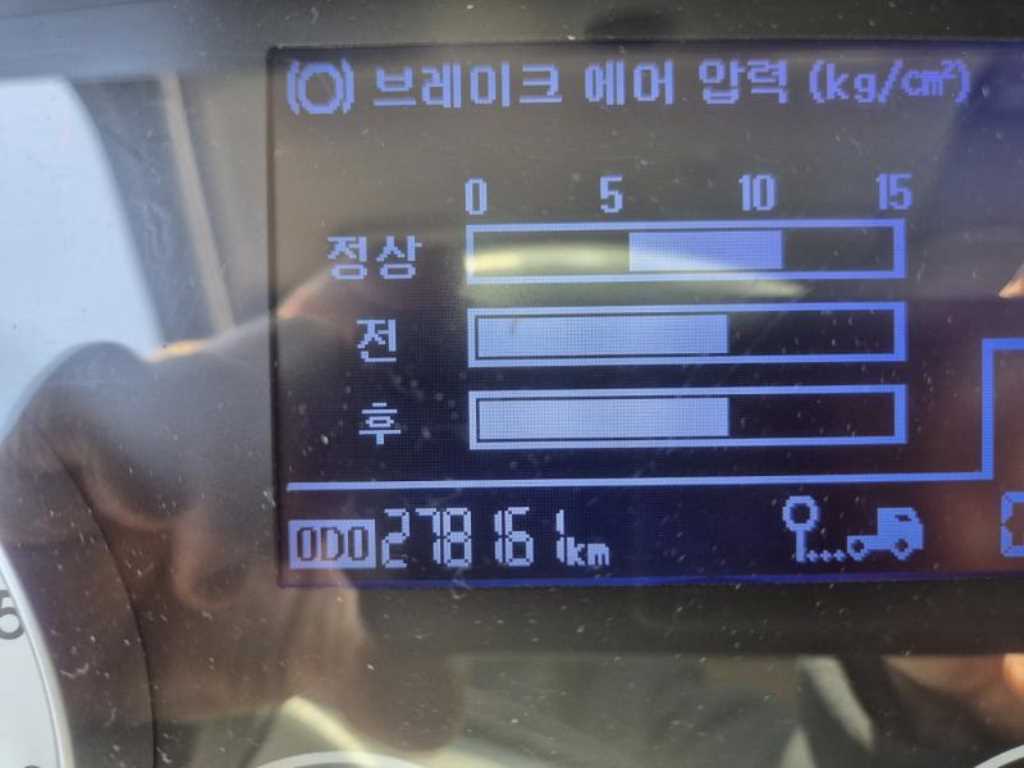 브레이크 에어 압력 (kg/cm²)
0 5 10 15
정상
전
후
ODO 278161km